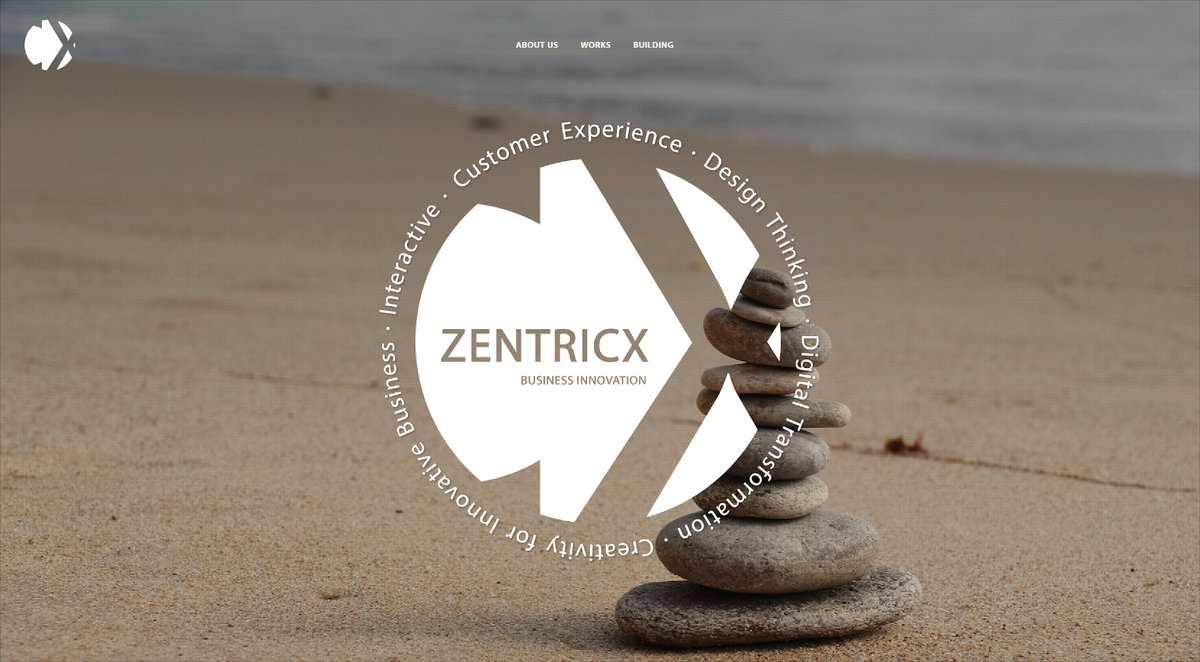 ABOUT US
WORKS
BUILDING
Interactive · Customer Experience · Design Thinking · Digital Transformation · Creativity for Innovative Business ·
ZENTRICX
BUSINESS INNOVATION